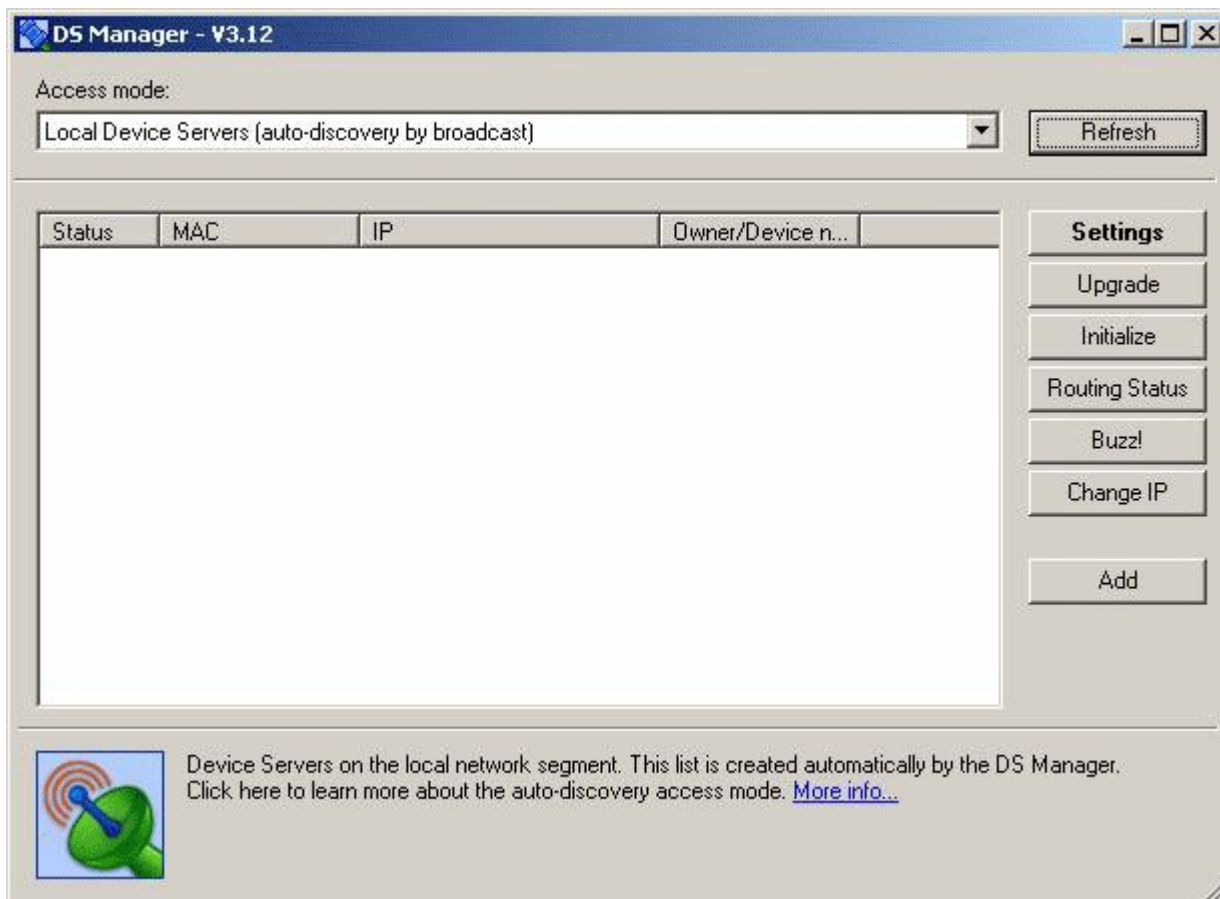 DS Manager - V3.12
Access mode:
Local Device Servers (auto-discovery by broadcast)
Refresh
Status MAC IP Owner/Device n...
Settings
Upgrade
Initialize
Routing Status
Buzz!
Change IP
Add
Device Servers on the local network segment. This list is created automatically by the DS Manager.
Click here to learn more about the auto-discovery access mode. More info...